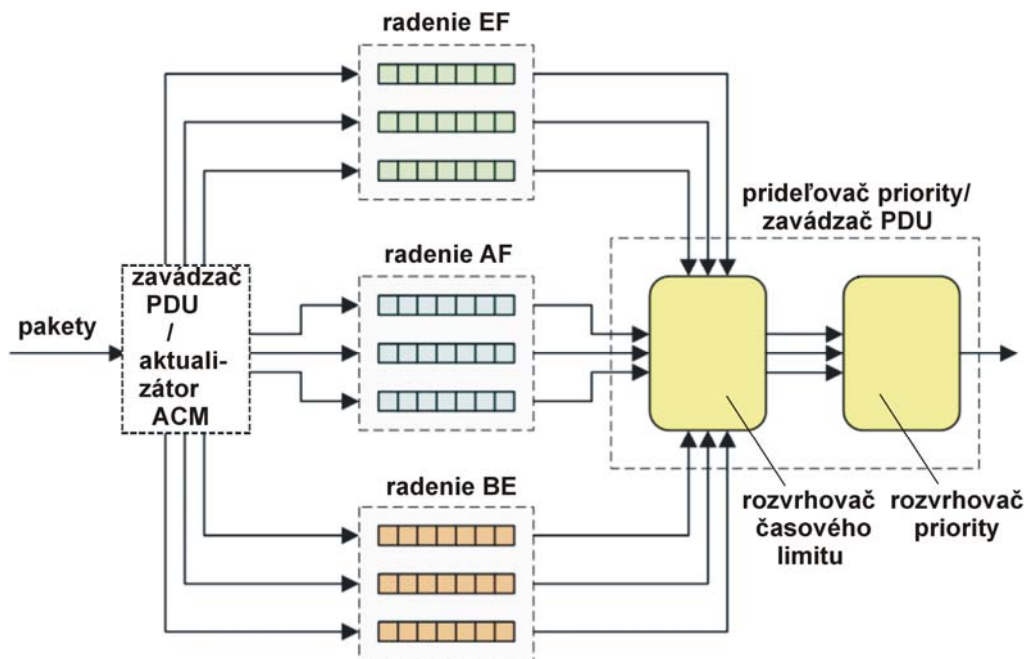 radenie EF
prideľovač priority/
zavádzač PDU
radenie AF
zavádzač
PDU
/
aktuali-
zátor
ACM
pakety
radenie BE
rozvrhovač
časového
limitu
rozvrhovač
priority